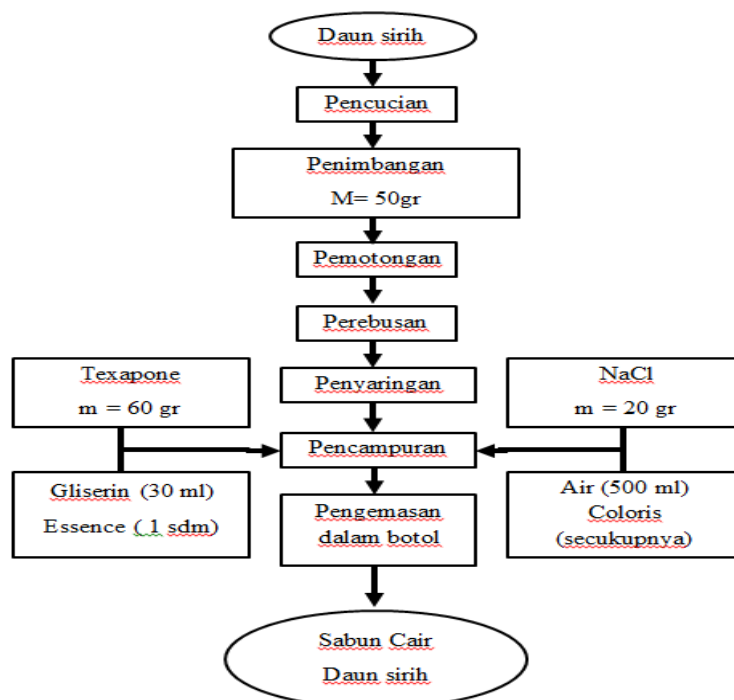 Daun sirih
Pencucian
Penimbangan
M= 50gr
Pemotongan
Perebusan
Texapone
m = 60 gr
Penyaringan
NaCl
m = 20 gr
Pencampuran
Gliserin (30 ml)
Essence ( 1 sdm)
Pengemasan
dalam botol
Air (500 ml)
Coloris
(secukupnya)
Sabun Cair
Daun sirih